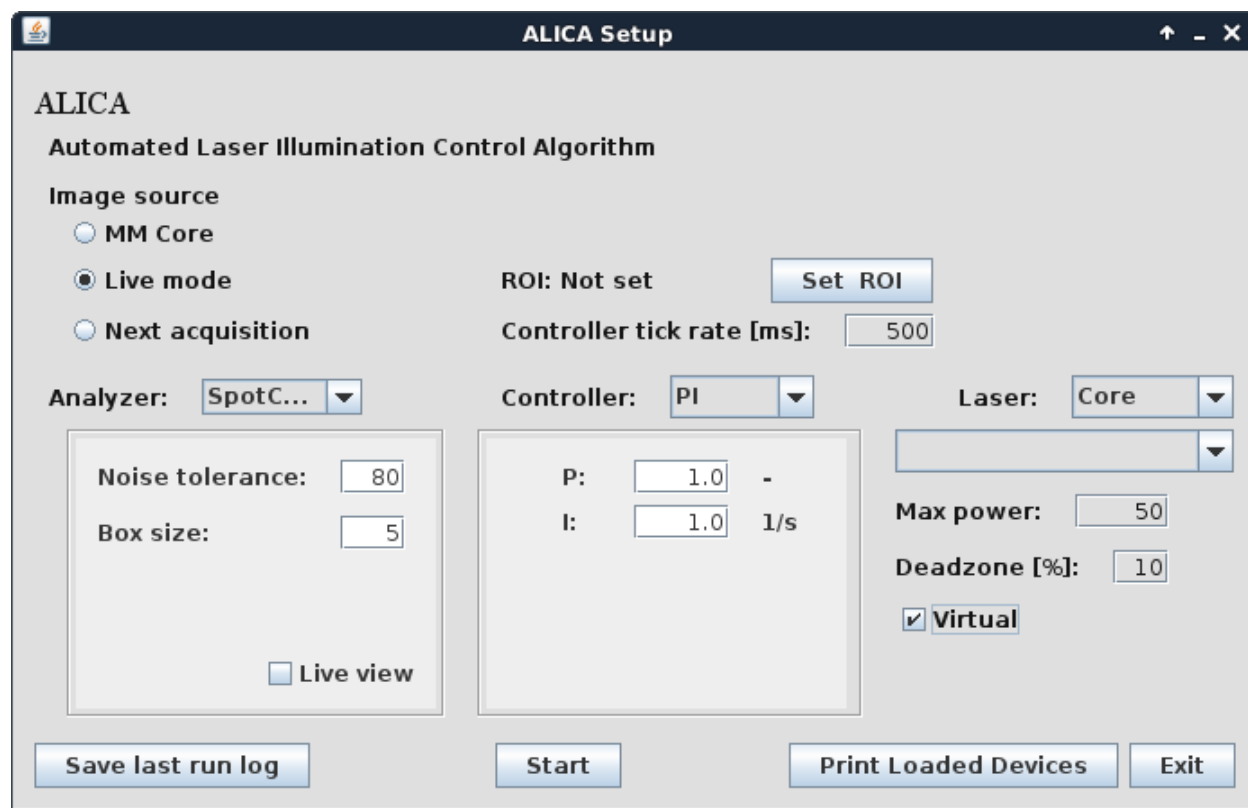 ALICA Setup
ALICA
Automated Laser Illumination Control Algorithm
Image source
MM Core
Live mode
ROI: Not set
Set ROI
Next acquisition
Controller tick rate [ms]:
500
Analyzer:
SpotC...
Controller:
PI
Laser:
Core
Noise tolerance:
80
Box size:
5
Live view
P:
1.0
-
I:
1.0
1/s
Max power:
50
Deadzone [%]:
10
Virtual
Save last run log
Start
Print Loaded Devices
Exit